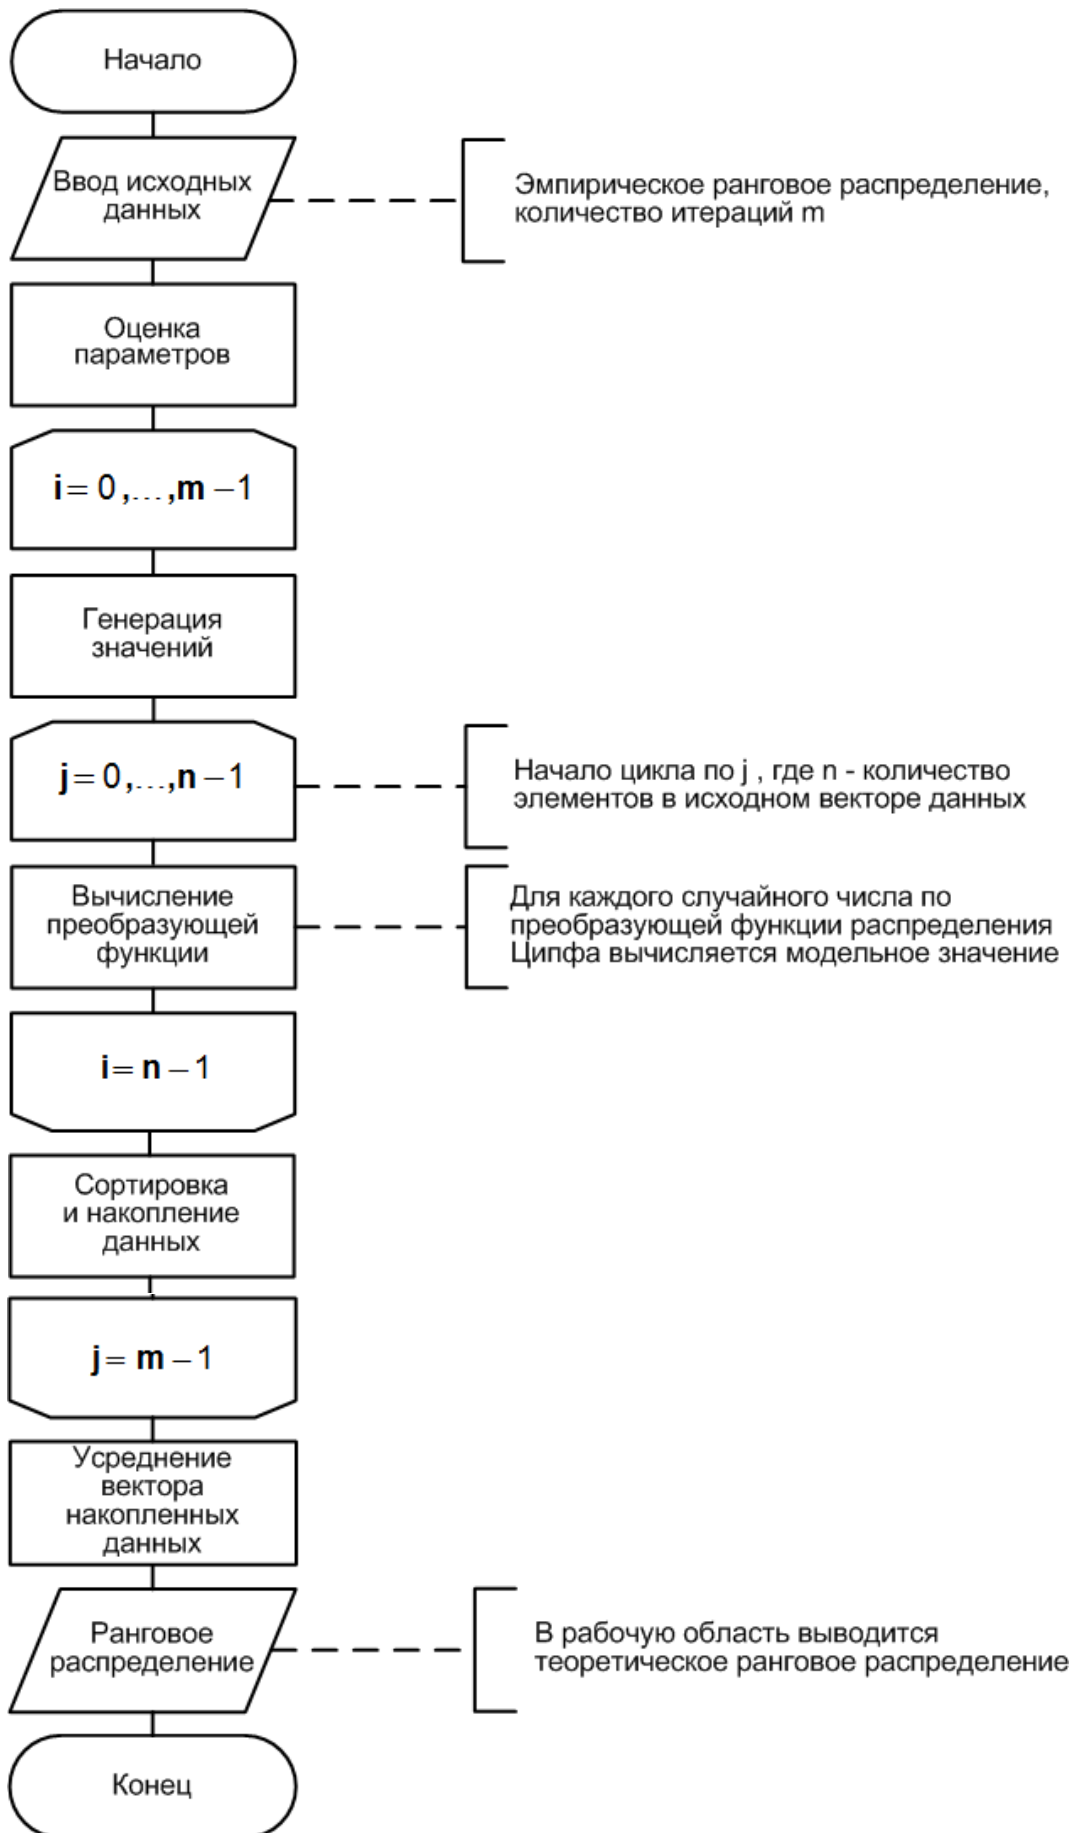 Начало
Ввод исходных
данных
Эмпирическое ранговое распределение,
количество итераций m
Оценка
параметров
i = 0 ,...,m – 1
Генерация
значений
j = 0 ,...,n – 1
Начало цикла по j , где n - количество
элементов в исходном векторе данных
Вычисление
преобразующей
функции
Для каждого случайного числа по
преобразующей функции распределения
Ципфа вычисляется модельное значение
i = n – 1
Сортировка
и накопление
данных
j = m – 1
Усреднение
вектора
накопленных
данных
Ранговое
распределение
В рабочую область выводится
теоретическое ранговое распределение
Конец